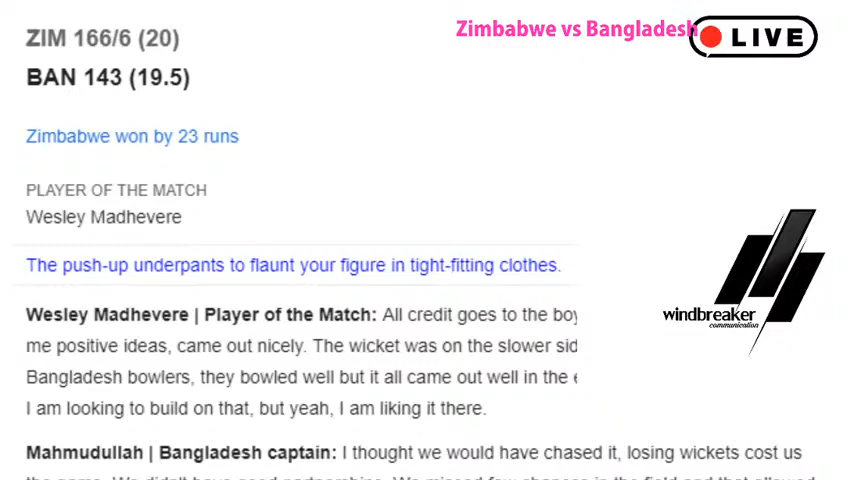 ZIM 166/6 (20)
Zimbabwe vs Bangladesh
LIVE
BAN 143 (19.5)
Zimbabwe won by 23 runs
PLAYER OF THE MATCH
Wesley Madhevere
The push-up underpants to flaunt your figure in tight-fitting clothes.
windbreaker
communication
Wesley Madhevere | Player of the Match: All credit goes to the boy
me positive ideas, came out nicely. The wicket was on the slower sid
Bangladesh bowlers, they bowled well but it all came out well in the e
I am looking to build on that, but yeah, I am liking it there.
Mahmudullah | Bangladesh captain: I thought we would have chased it, losing wickets cost us